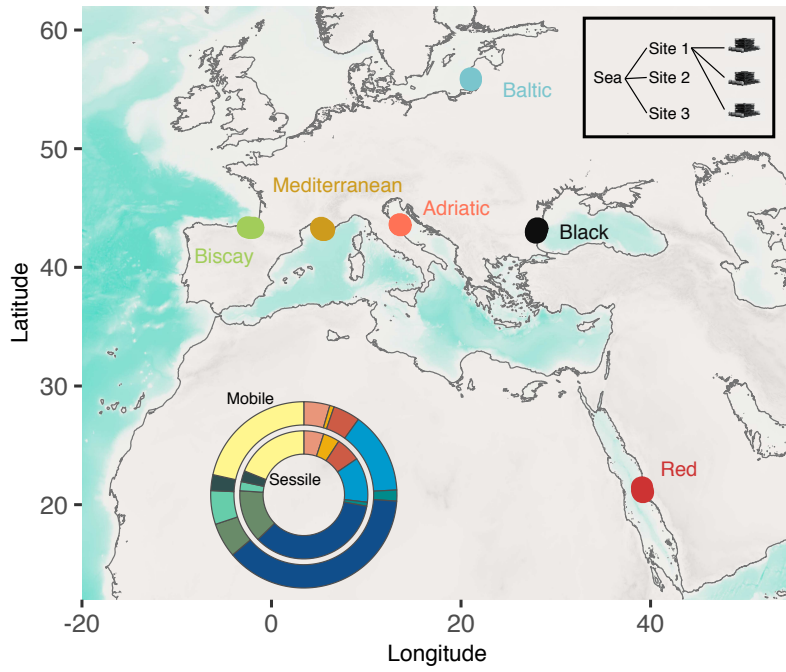 60
50
40
30
20
Latitude
-20
0
20
40
Longitude
Baltic
Mediterranean
Adriatic
Biscay
Black
Red
Sea
Site 1
Site 2
Site 3
Mobile
Sessile